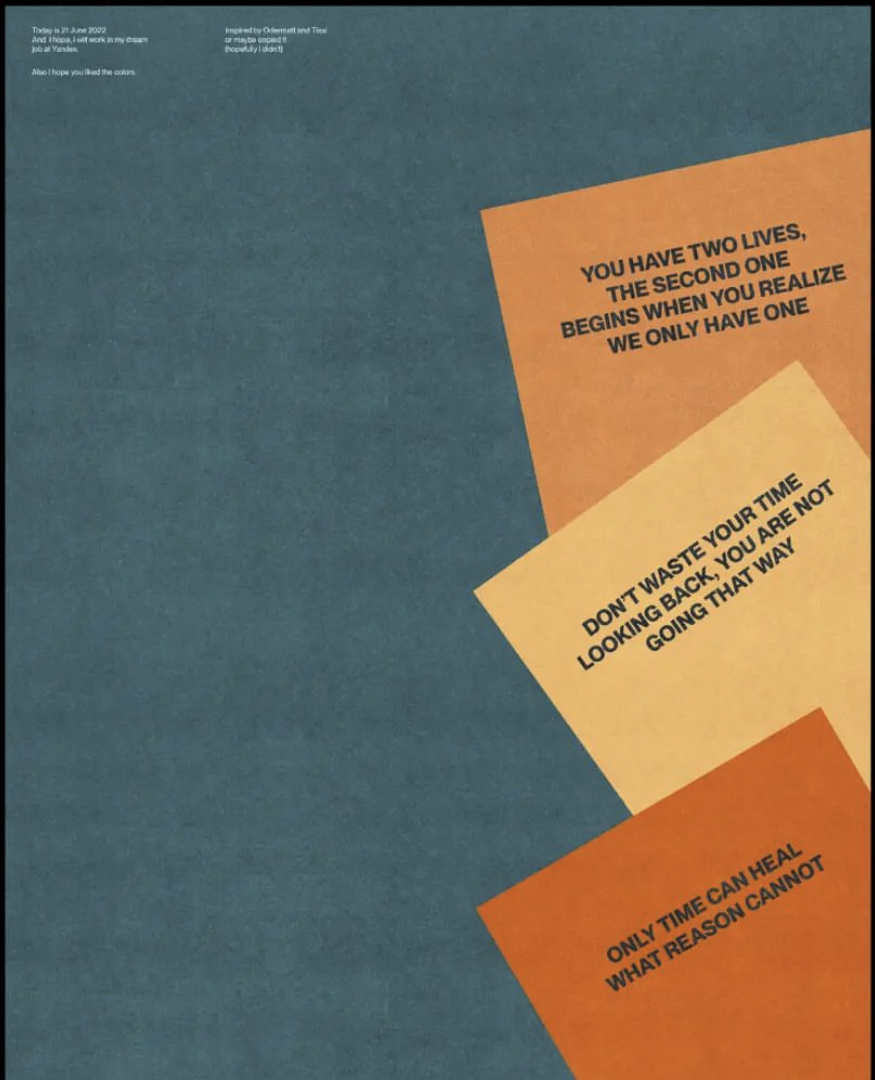 Today is 21 June 2022
And I hope, I will work in my dream
job at Yandex.
Also I hope you liked the colors.
Inspired by Odermatt and Tissi
or maybe copied it
(hopefully I didn't)
YOU HAVE TWO LIVES,
THE SECOND ONE
BEGINS WHEN YOU REALIZE
WE ONLY HAVE ONE
DON'T WASTE YOUR TIME
LOOKING BACK, YOU ARE NOT
GOING THAT WAY
ONLY TIME CAN HEAL
WHAT REASON CANNOT